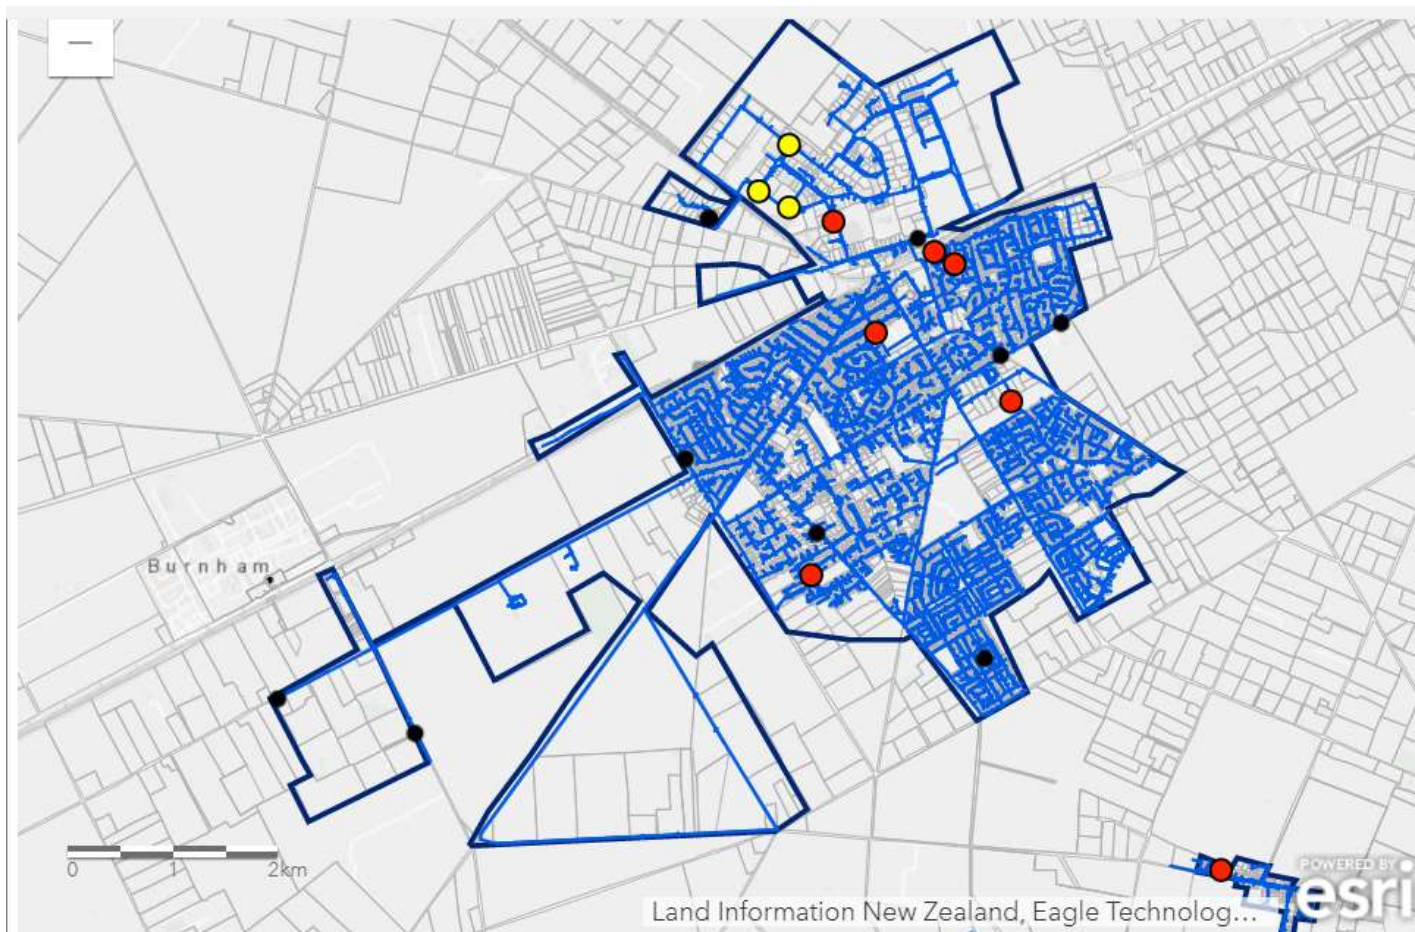 Burnham
0 1 2km
POWERED BY
esri
Land Information New Zealand, Eagle Technolog...